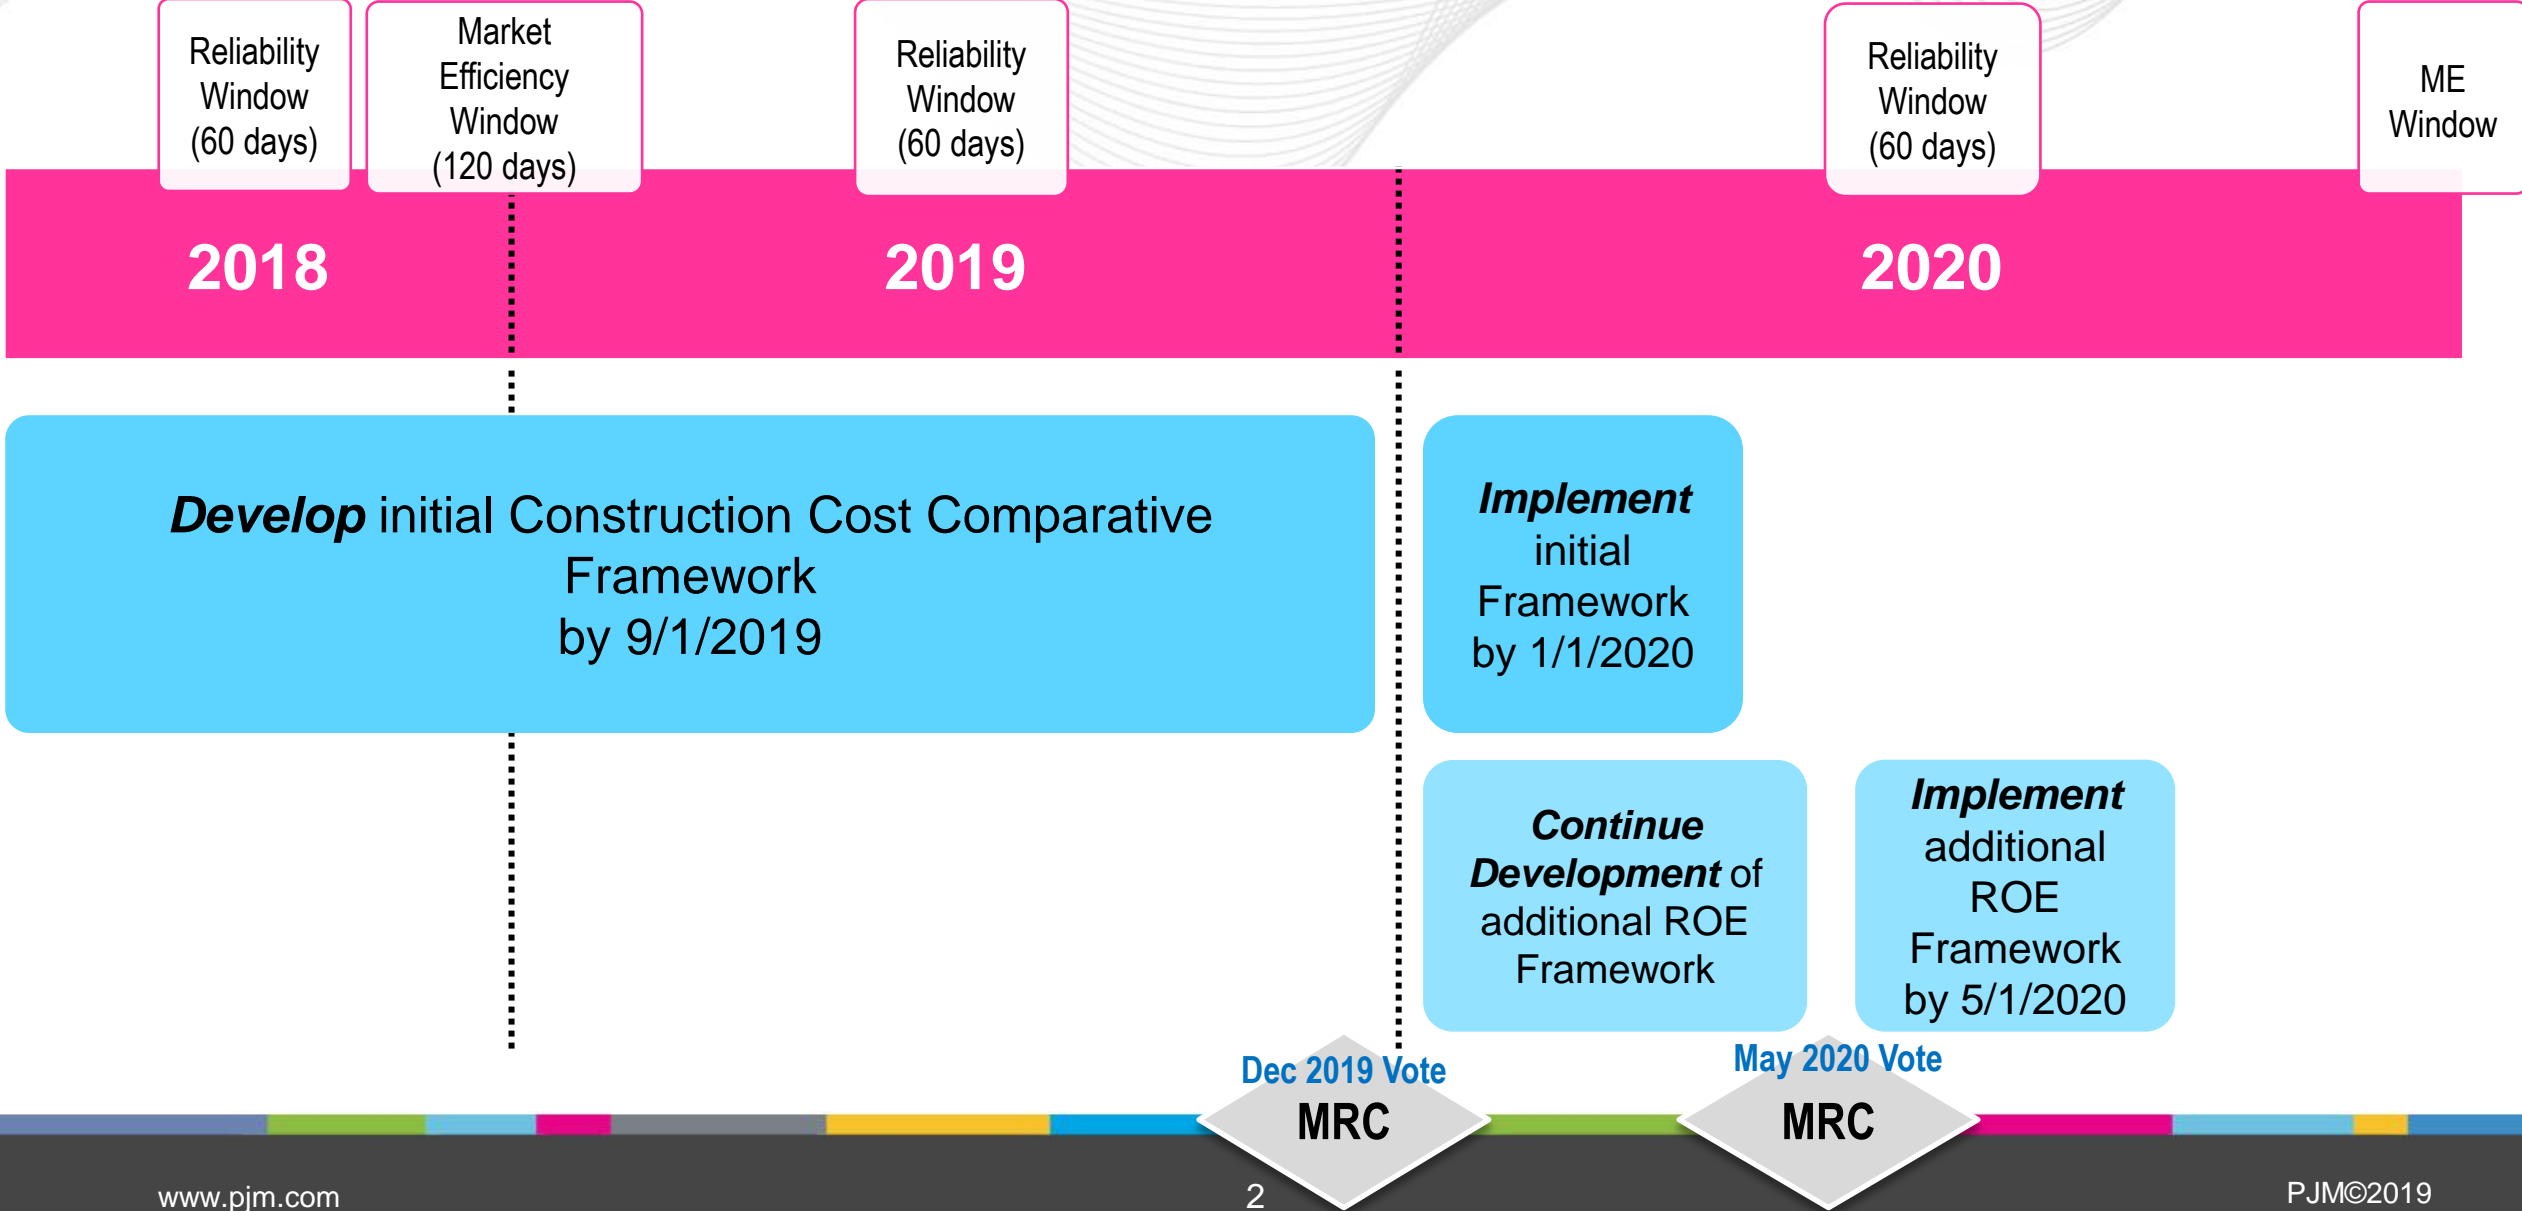 Reliability
Window
(60 days)
Market
Efficiency
Window
(120 days)
Reliability
Window
(60 days)
Reliability
Window
(60 days)
ME
Window
2018
2019
2020
Develop initial Construction Cost Comparative
Framework
by 9/1/2019
Implement
initial
Framework
by 1/1/2020
Continue
Development of
additional ROE
Framework
Implement
additional
ROE
Framework
by 5/1/2020
Dec 2019 Vote
MRC
May 2020 Vote
MRC
www.pjm.com
2
PJM©2019